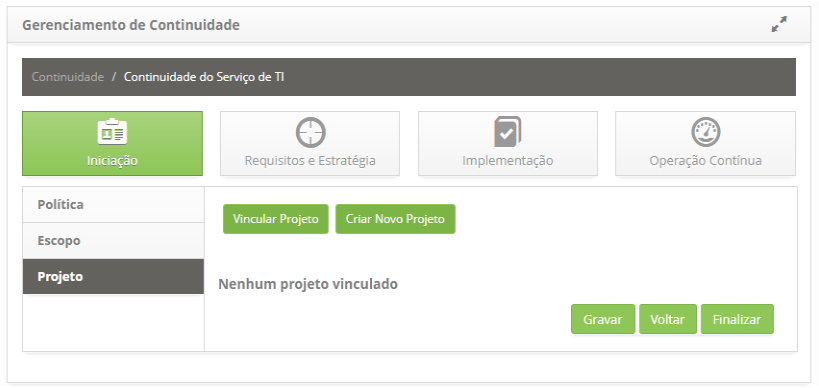 Gerenciamento de Continuidade
Continuidade / Continuidade do Serviço de TI
Iniciação
Requisitos e Estratégia
Implementação
Operação Contínua
Política
Escopo
Projeto
Vincular Projeto
Criar Novo Projeto
Nenhum projeto vinculado
Gravar
Voltar
Finalizar